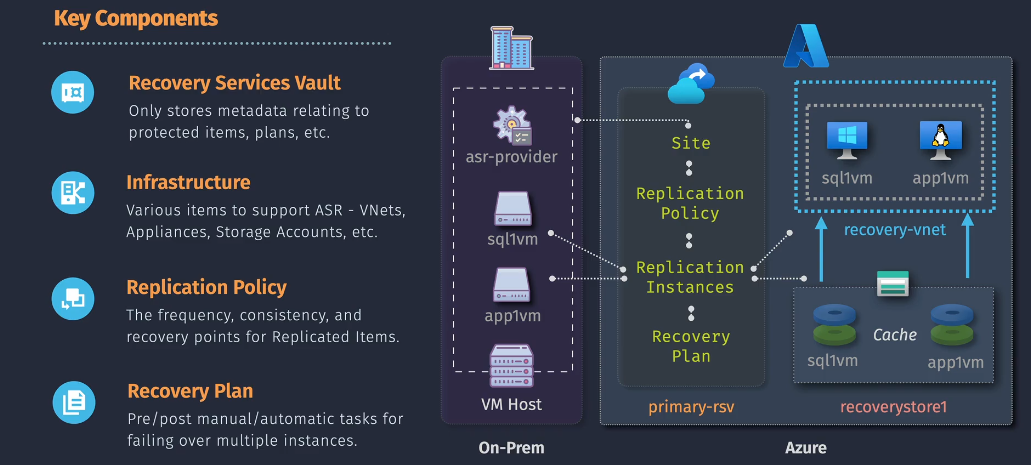 Key Components
Recovery Services Vault
Only stores metadata relating to
protected items, plans, etc.
Infrastructure
Various items to support ASR - VNets,
Appliances, Storage Accounts, etc.
Replication Policy
The frequency, consistency, and
recovery points for Replicated Items.
Recovery Plan
Pre/post manual/automatic tasks for
failing over multiple instances.
asr-provider
sql1vm
app1vm
VM Host
On-Prem
Site
Replication
Policy
Replication
Instances
Recovery
Plan
primary-rsv
sql1vm
app1vm
recovery-vnet
Cache
sql1vm
app1vm
recoverystore1
Azure